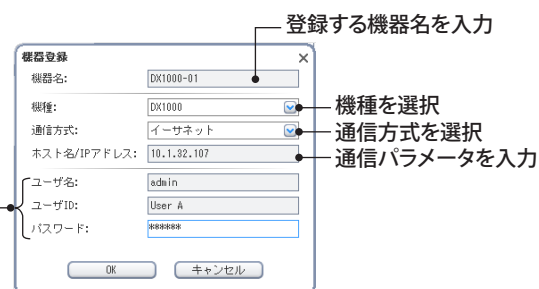 登録する機器名を入力
機器登録
機器名: DX1000-01
機種: DX1000 機種を選択
通信方式: イーサネット 通信方式を選択
ホスト名/IPアドレス: 10.1.32.107 通信パラメータを入力
ユーザ名: admin
ユーザID: User A
パスワード: ******
OK キャンセル